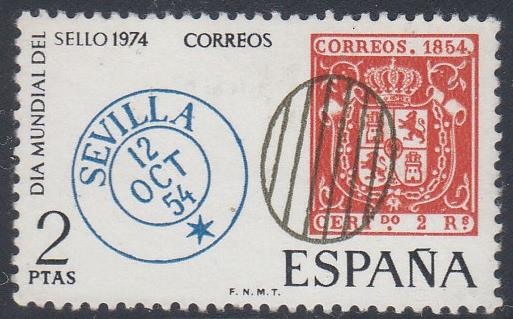 DIA MUNDIAL DEL
SELLO 1974 CORREOS
CORREOS. 1854.
SEVILLA
12
OCT
54
CERT DO. 2 Rs
2
PTAS
ESPAÑA
F.N.M.T.